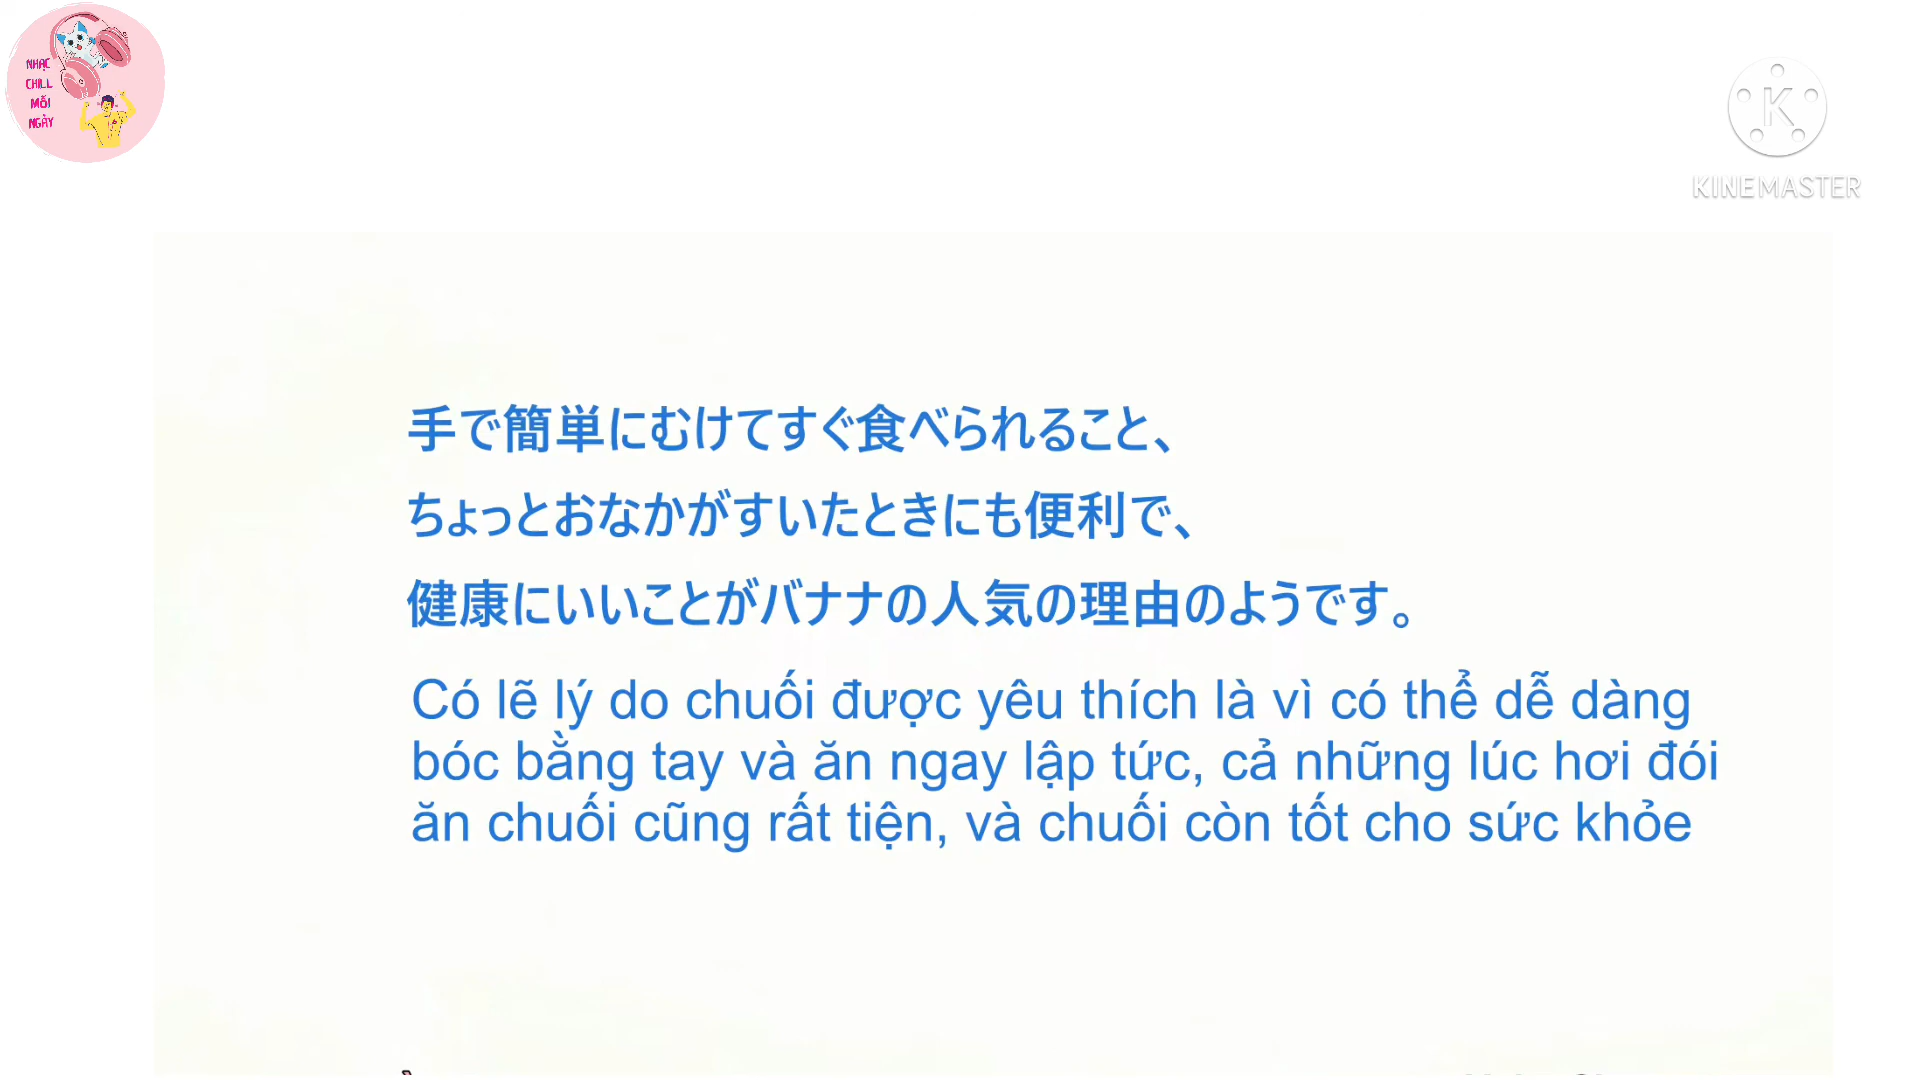 NHẠC
CHILL
MỖI
NGÀY
KINEMASTER
手で簡単にむけてすぐ食べられること、
ちょっとおなかがすいたときにも便利で、
健康にいいことがバナナの人気の理由のようです。
Có lẽ lý do chuối được yêu thích là vì có thể dễ dàng
bóc bằng tay và ăn ngay lập tức, cả những lúc hơi đói
ăn chuối cũng rất tiện, và chuối còn tốt cho sức khỏe